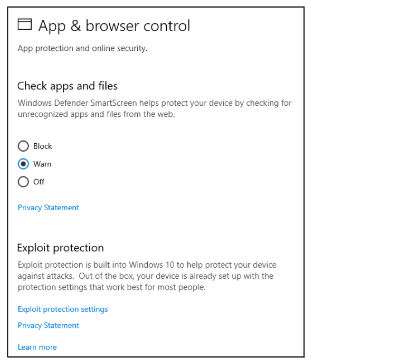 App & browser control
App protection and online security.
Check apps and files
Windows Defender SmartScreen helps protect your device by checking for
unrecognized apps and files from the web.
Block
Warn
Off
Privacy Statement
Exploit protection
Exploit protection is built into Windows 10 to help protect your device
against attacks. Out of the box, your device is already set up with the
protection settings that work best for most people.
Exploit protection settings
Privacy Statement
Learn more